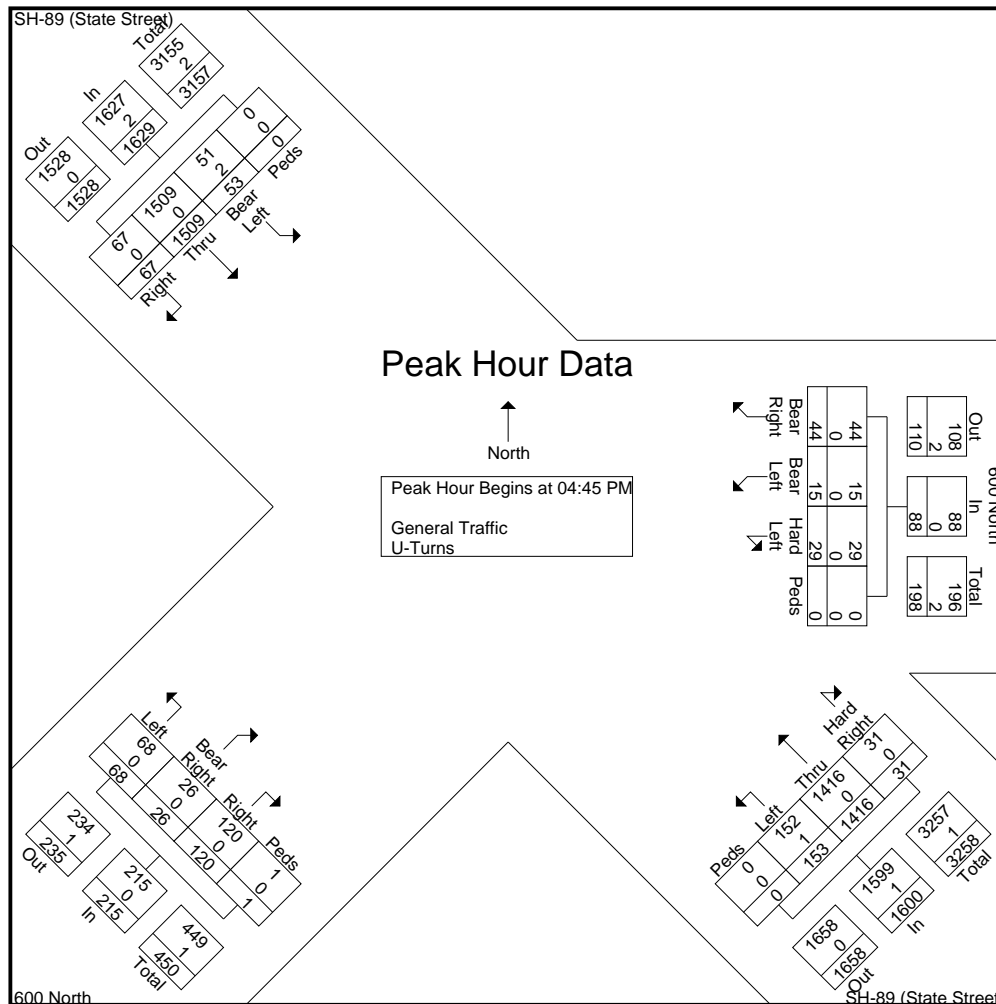 SH-89 (State Street)
Total
3155
2
3157
In
1627
2
1629
Out
1528
0
1528
67
0
67
Right
1509
0
1509
Thru
51
2
53
Bear
Left
0
0
0
Peds
Peak Hour Data
North
Peak Hour Begins at 04:45 PM
General Traffic
U-Turns
600 North
Out
108
2
110
In
88
0
88
Total
196
2
198
Bear
Right
44
0
44
Bear
Left
15
0
15
Hard
Left
29
0
29
Peds
0
0
0
Left
68
0
68
Bear
Right
26
0
26
Right
120
0
120
Peds
1
0
1
234
1
235
Out
215
0
215
In
449
1
450
Total
600 North
Hard
Right
31
0
31
Thru
1416
0
1416
Left
152
1
153
Peds
0
0
0
3257
1
3258
Total
1599
1
1600
In
1658
0
1658
Out
SH-89 (State Street